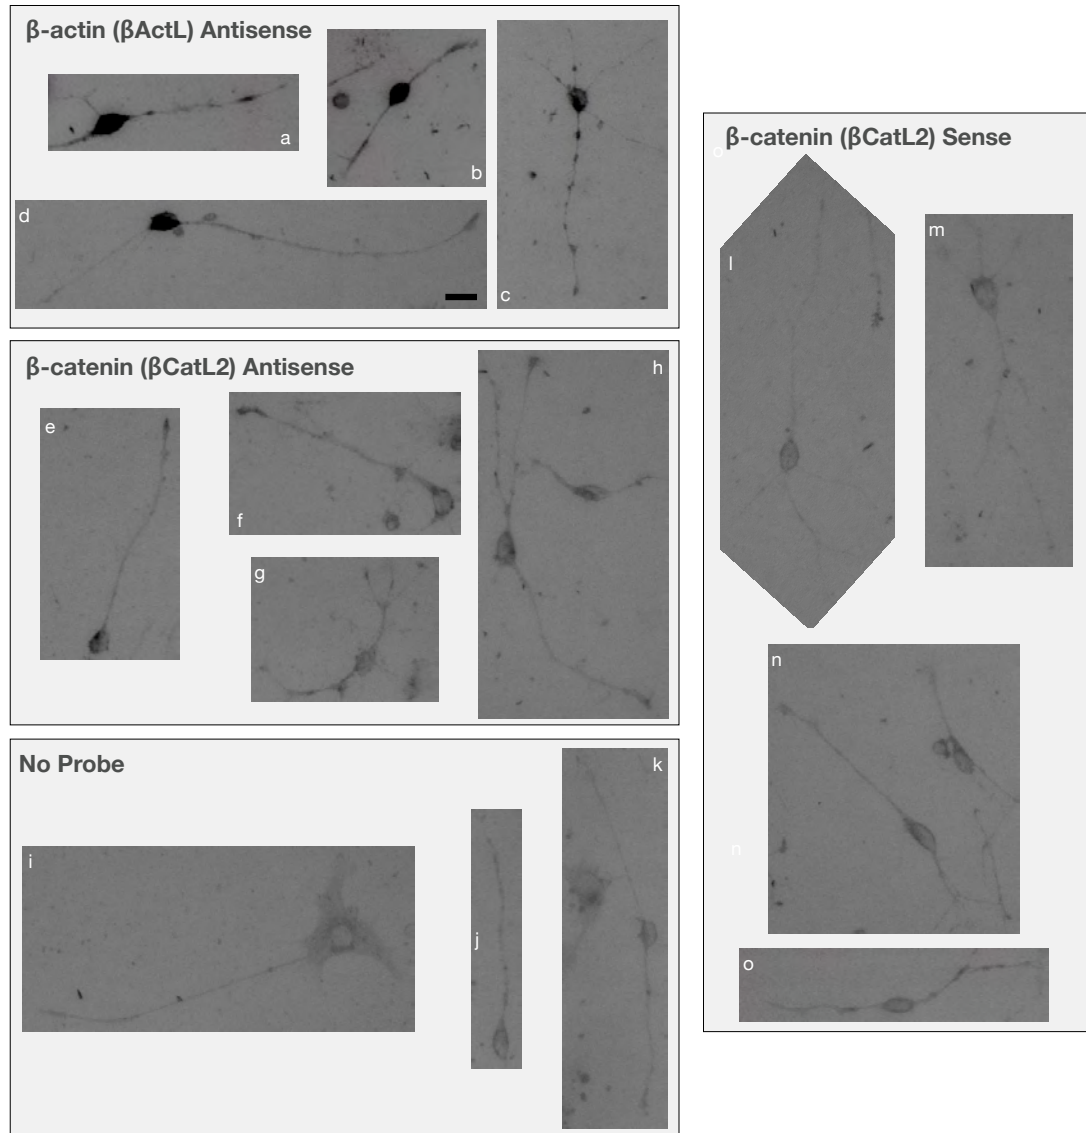 β-actin (βActL) Antisense
a
b
c
d
β-catenin (βCatL2) Antisense
e
f
g
h
No Probe
i
j
k
β-catenin (βCatL2) Sense
o
l
m
n
n
o